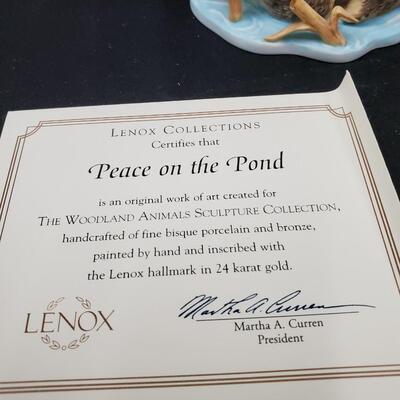 LENOX COLLECTIONS
Certifies that
Peace on the Pond
is an original work of art created for
THE WOODLAND ANIMALS SCULPTURE COLLECTION,
handcrafted of fine bisque porcelain and bronze,
painted by hand and inscribed with
the Lenox hallmark in 24 karat gold.
LENOX
Martha A. Curren
Martha A. Curren
President